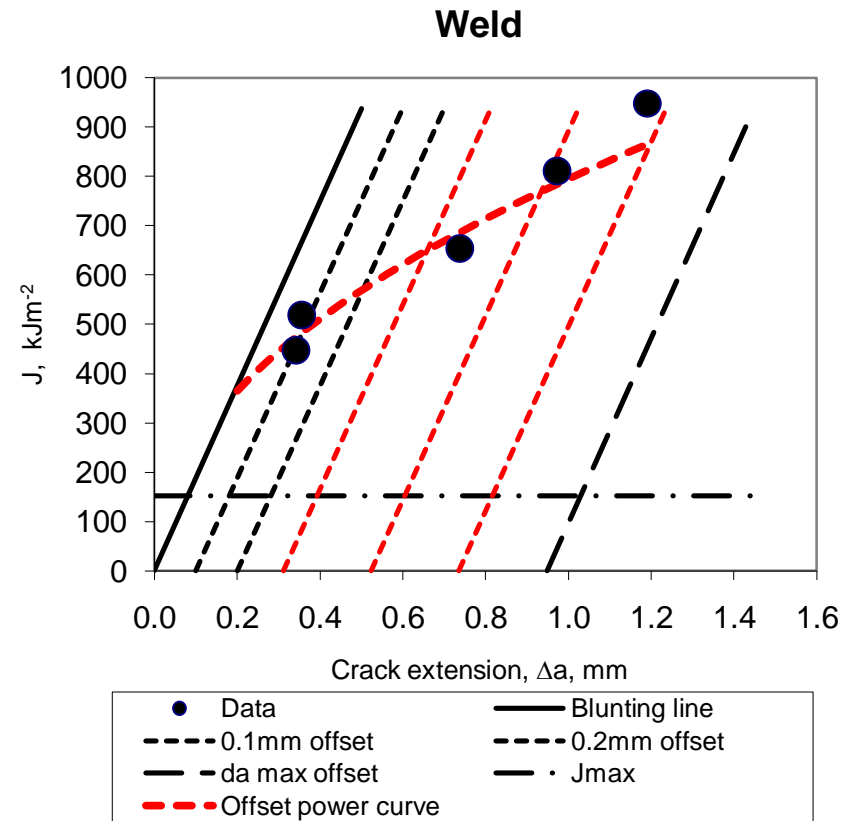 Weld
1000
900
800
700
600
500
400
300
200
100
0
J, kJm⁻²
0.0 0.2 0.4 0.6 0.8 1.0 1.2 1.4 1.6
Crack extension, Δa, mm
Data Blunting line
0.1mm offset 0.2mm offset
da max offset Jmax
Offset power curve